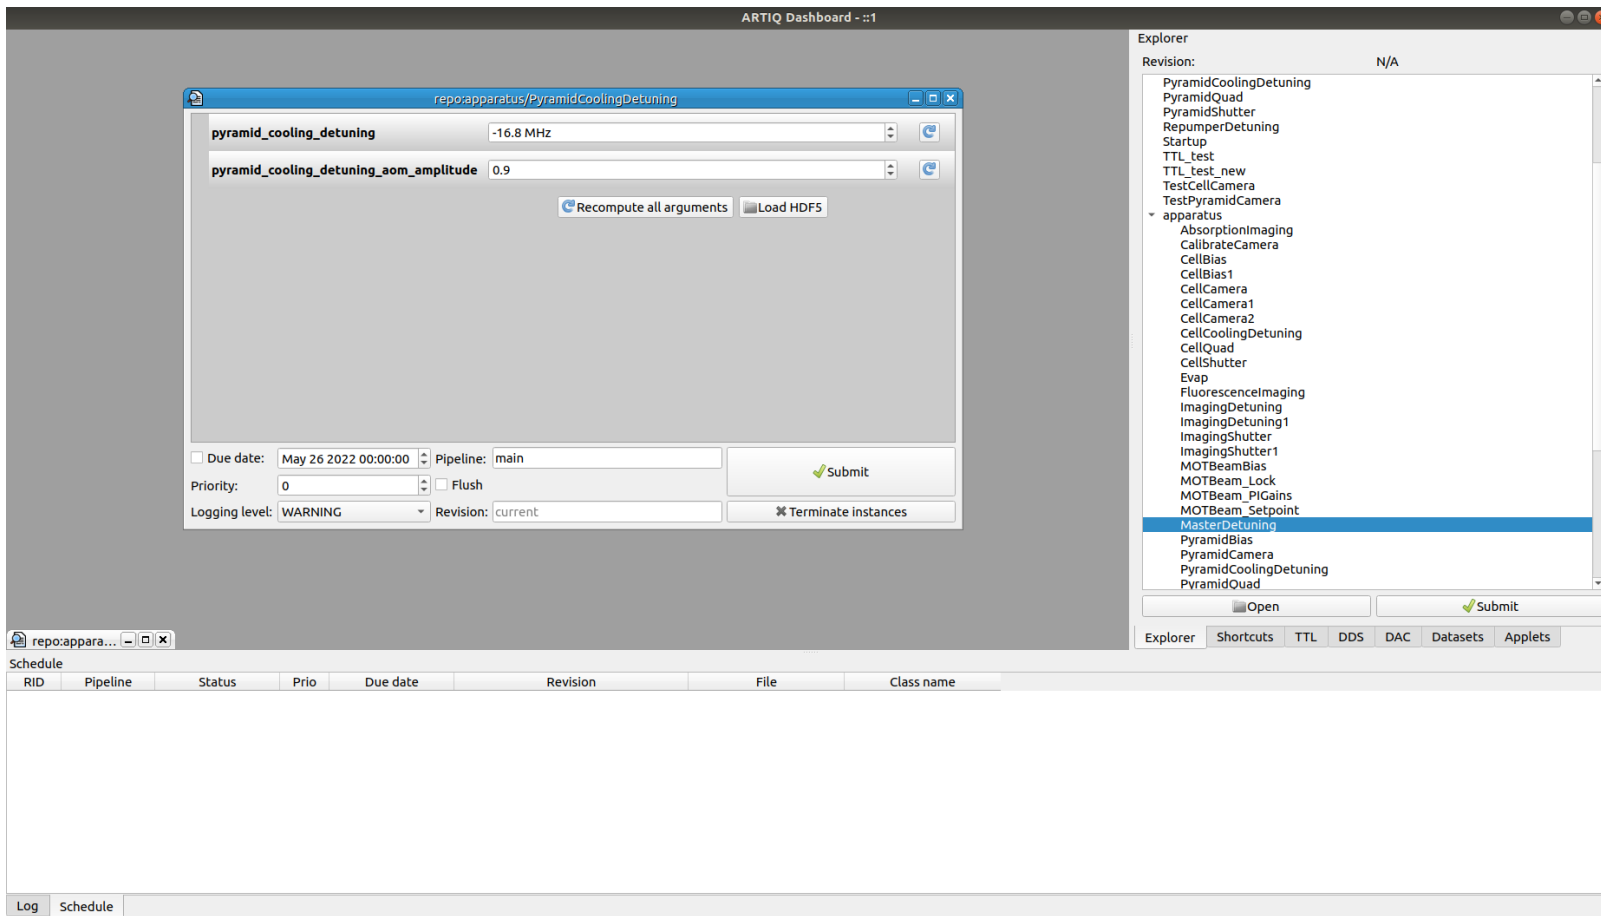 ARTIQ Dashboard - ::1
repo:apparatus/PyramidCoolingDetuning
pyramid_cooling_detuning -16.8 MHz
pyramid_cooling_detuning_aom_amplitude 0.9
Recompute all arguments Load HDF5
Due date: May 26 2022 00:00:00 Pipeline: main
Submit
Priority: 0 Flush
Logging level: WARNING Revision: current Terminate instances
repo:appara...
Explorer
Revision: N/A
PyramidCoolingDetuning
PyramidQuad
PyramidShutter
RepumperDetuning
Startup
TTL_test
TTL_test_new
TestCellCamera
TestPyramidCamera
apparatus
AbsorptionImaging
CalibrateCamera
CellBias
CellBias1
CellCamera
CellCamera1
CellCamera2
CellCoolingDetuning
CellQuad
CellShutter
Evap
FluorescenceImaging
ImagingDetuning
ImagingDetuning1
ImagingShutter
ImagingShutter1
MOTBeamBias
MOTBeam_Lock
MOTBeam_PIGains
MOTBeam_Setpoint
MasterDetuning
PyramidBias
PyramidCamera
PyramidCoolingDetuning
PyramidQuad
Open Submit
Explorer Shortcuts TTL DDS DAC Datasets Applets
Schedule
RID Pipeline Status Prio Due date Revision File Class name
Log Schedule